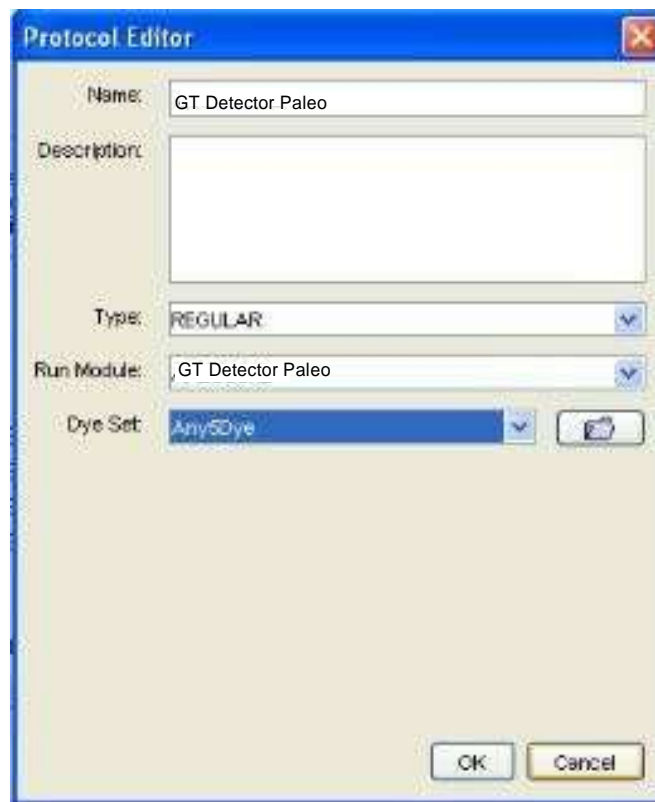 Protocol Editor
Name: GT Detector Paleo
Description:
Type: REGULAR
Run Module: GT Detector Paleo
Dye Set: Any5Dye
OK Cancel